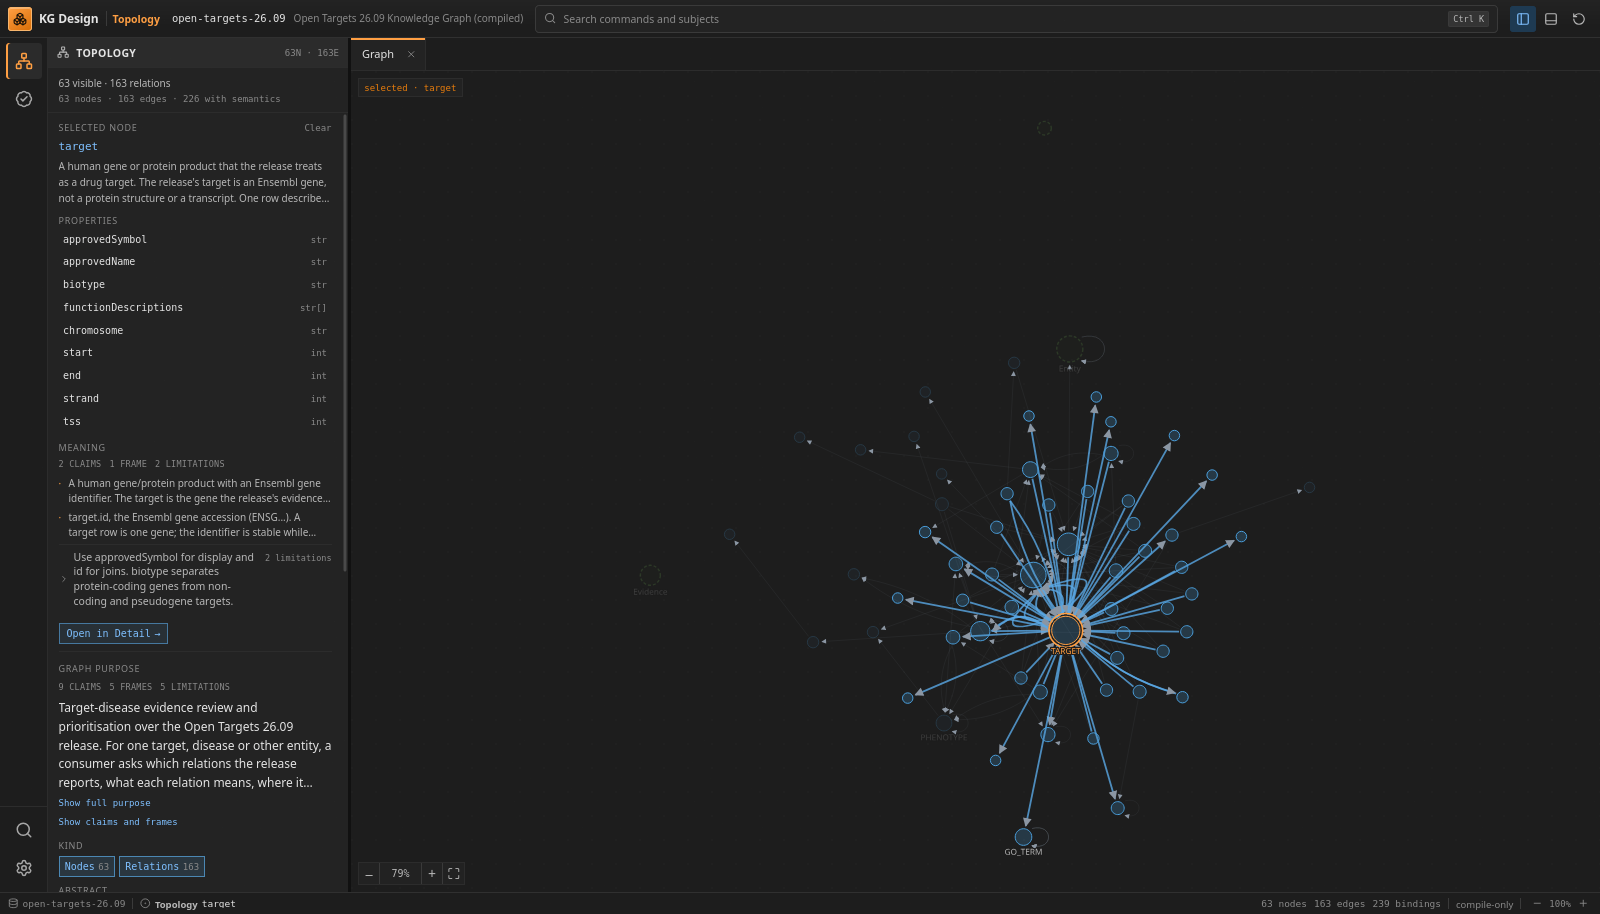 KG Design
Topology
open-targets-26.09
Open Targets 26.09 Knowledge Graph (compiled)
Search commands and subjects
Ctrl K
TOPOLOGY
63N · 163E
63 visible · 163 relations
63 nodes · 163 edges · 226 with semantics
SELECTED NODE
Clear
target
A human gene or protein product that the release treats
as a drug target. The release's target is an Ensembl gene,
not a protein structure or a transcript. One row describe...
PROPERTIES
approvedSymbol str
approvedName str
biotype str
functionDescriptions str[]
chromosome str
start int
end int
strand int
tss int
MEANING
2 CLAIMS 1 FRAME 2 LIMITATIONS
· A human gene/protein product with an Ensembl gene
identifier. The target is the gene the release's evidence...
· target.id, the Ensembl gene accession (ENSG...). A
target row is one gene; the identifier is stable while...
Use approvedSymbol for display and 2 limitations
id for joins. biotype separates
protein-coding genes from non-
coding and pseudogene targets.
Open in Detail →
GRAPH PURPOSE
9 CLAIMS 5 FRAMES 5 LIMITATIONS
Target-disease evidence review and
prioritisation over the Open Targets 26.09
release. For one target, disease or other entity, a
consumer asks which relations the release
reports, what each relation means, where it...
Show full purpose
Show claims and frames
KIND
Nodes 63
Relations 163
ABSTRACT
Graph ×
selected · target
Entity
Evidence
TARGET
PHENOTYPE
GO_TERM
– 79% +
open-targets-26.09
Topology target
63 nodes 163 edges 239 bindings
compile-only
– 100% +